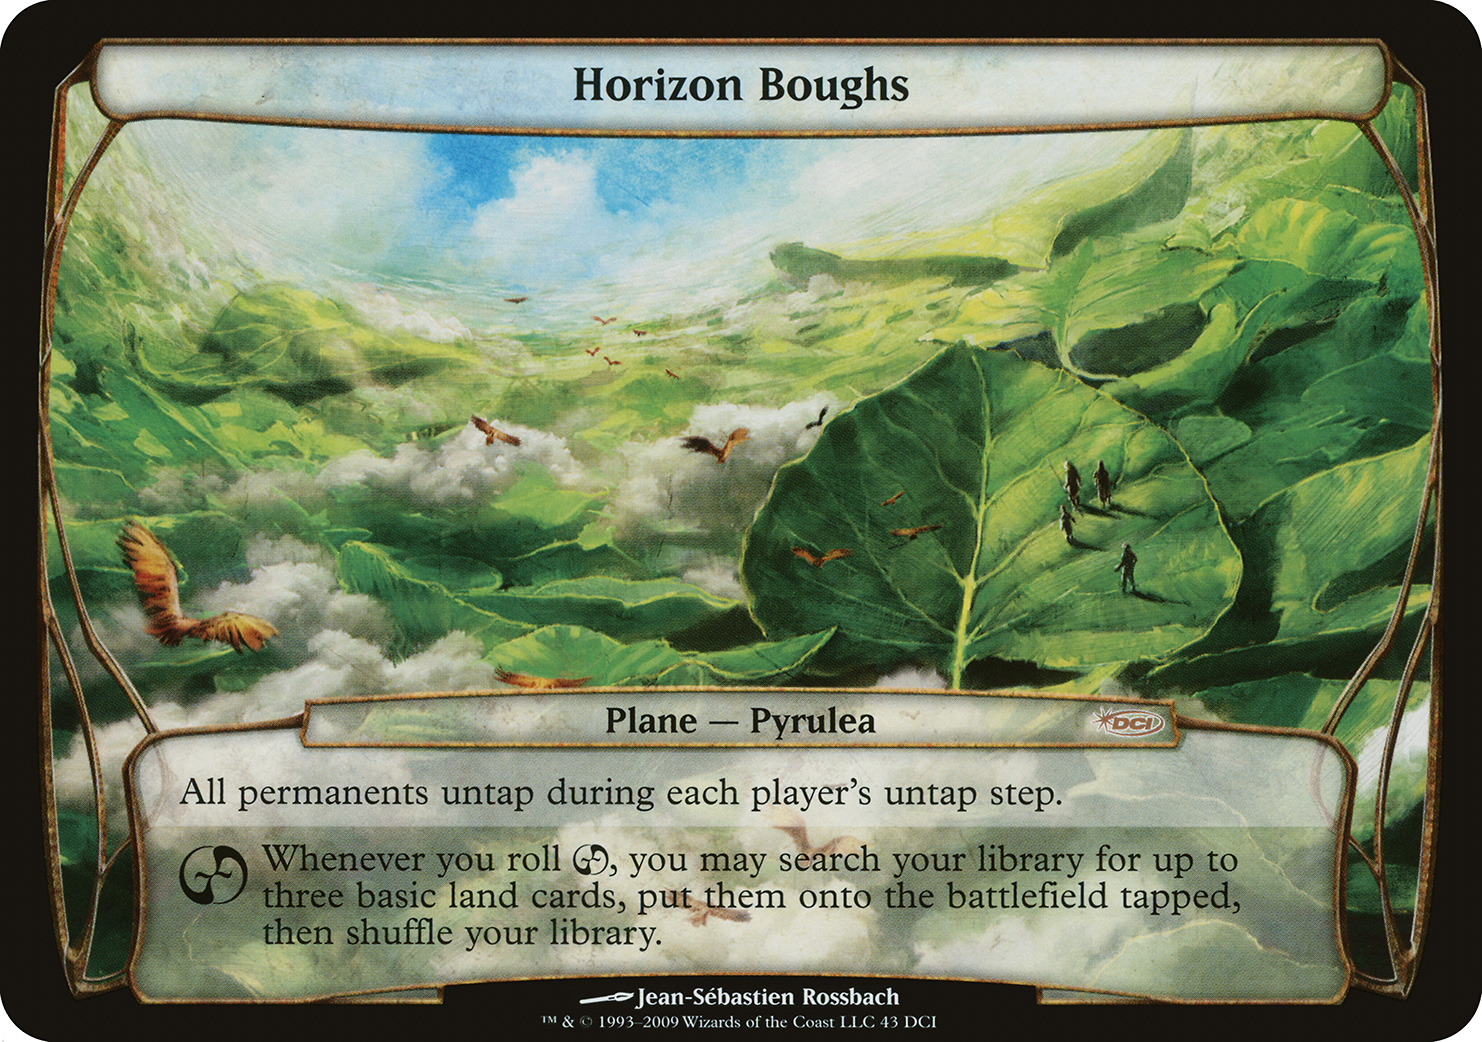 Horizon Boughs
Plane — Pyrulea
DCI
All permanents untap during each player's untap step.
Whenever you roll , you may search your library for up to
three basic land cards, put them onto the battlefield tapped,
then shuffle your library.
Jean-Sébastien Rossbach
™ & © 1993–2009 Wizards of the Coast LLC 43 DCI